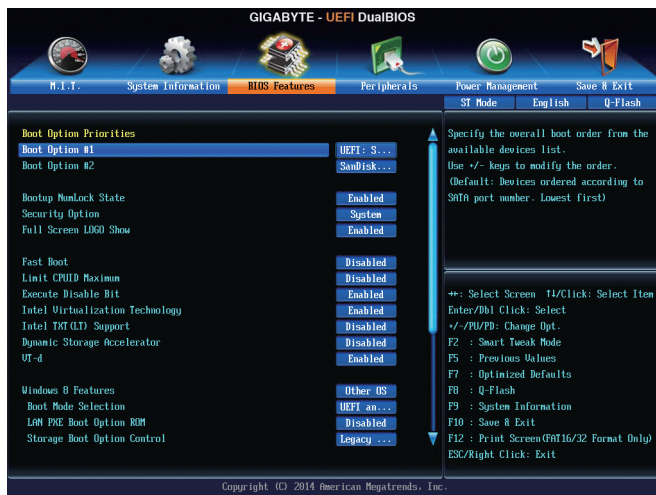 GIGABYTE - UEFI DualBIOS
M.I.T. System Information BIOS Features Peripherals Power Management Save & Exit
ST Mode English Q-Flash
Boot Option Priorities
Boot Option #1 UEFI: S...
Boot Option #2 SanDisk...
Bootup NumLock State Enabled
Security Option System
Full Screen LOGO Show Enabled
Fast Boot Disabled
Limit CPUID Maximum Disabled
Execute Disable Bit Enabled
Intel Virtualization Technology Enabled
Intel TXT(LT) Support Disabled
Dynamic Storage Accelerator Disabled
VT-d Enabled
Windows 8 Features Other OS
Boot Mode Selection UEFI an...
LAN PXE Boot Option ROM Disabled
Storage Boot Option Control Legacy ...
Specify the overall boot order from the
available devices list.
Use +/- keys to modify the order.
(Default: Devices ordered according to
SATA port number. Lowest first)
→←: Select Screen ↑↓/Click: Select Item
Enter/Dbl Click: Select
+/-/PU/PD: Change Opt.
F2 : Smart Tweak Mode
F5 : Previous Values
F7 : Optimized Defaults
F8 : Q-Flash
F9 : System Information
F10 : Save & Exit
F12 : Print Screen(FAT16/32 Format Only)
ESC/Right Click: Exit
Copyright (C) 2014 American Megatrends, Inc.